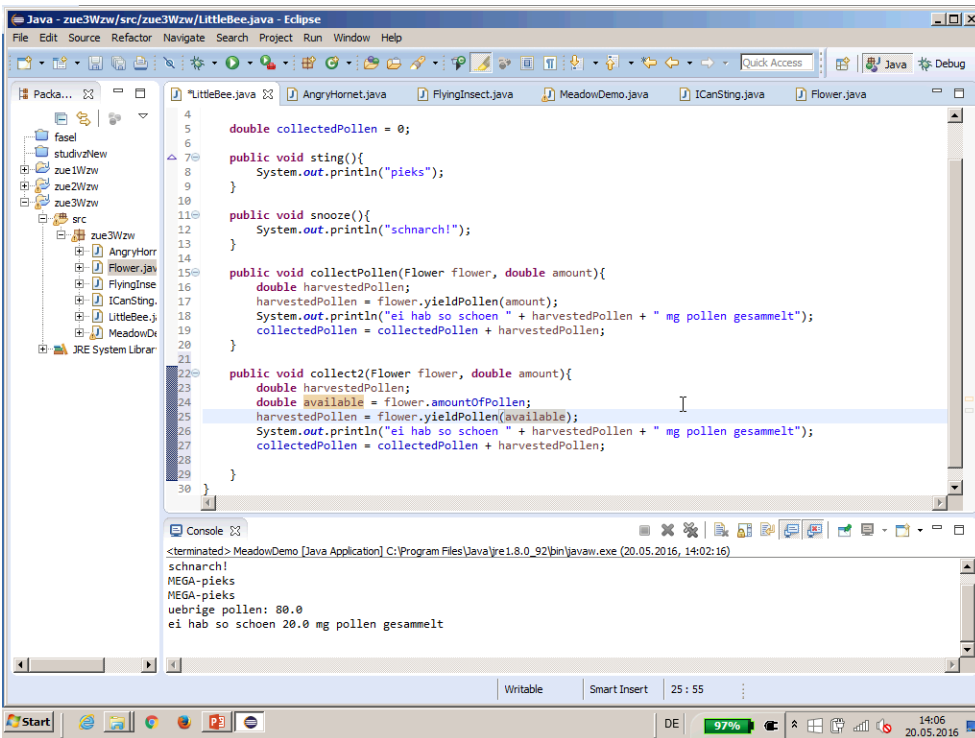 Java - zue3Wzw/src/zue3Wzw/LittleBee.java - Eclipse
File Edit Source Refactor Navigate Search Project Run Window Help
Quick Access Java Debug
Packa... *LittleBee.java AngryHornet.java FlyingInsect.java MeadowDemo.java ICanSting.java Flower.java
fasel
studivzNew
zue1Wzw
zue2Wzw
zue3Wzw
src
zue3Wzw
AngryHorr
Flower.jav
FlyingInse
ICanSting.
LittleBee.j
MeadowDe
JRE System Librar
4
5 double collectedPollen = 0;
6
7 public void sting(){
8 System.out.println("pieks");
9 }
10
11 public void snooze(){
12 System.out.println("schnarch!");
13 }
14
15 public void collectPollen(Flower flower, double amount){
16 double harvestedPollen;
17 harvestedPollen = flower.yieldPollen(amount);
18 System.out.println("ei hab so schoen " + harvestedPollen + " mg pollen gesammelt");
19 collectedPollen = collectedPollen + harvestedPollen;
20 }
21
22 public void collect2(Flower flower, double amount){
23 double harvestedPollen;
24 double available = flower.amountOfPollen;
25 harvestedPollen = flower.yieldPollen(available);
26 System.out.println("ei hab so schoen " + harvestedPollen + " mg pollen gesammelt");
27 collectedPollen = collectedPollen + harvestedPollen;
28
29 }
30 }
Console
<terminated> MeadowDemo [Java Application] C:\Program Files\Java\jre1.8.0_92\bin\javaw.exe (20.05.2016, 14:02:16)
schnarch!
MEGA-pieks
MEGA-pieks
uebrige pollen: 80.0
ei hab so schoen 20.0 mg pollen gesammelt
Writable Smart Insert 25 : 55
Start DE 97% 14:06
20.05.2016